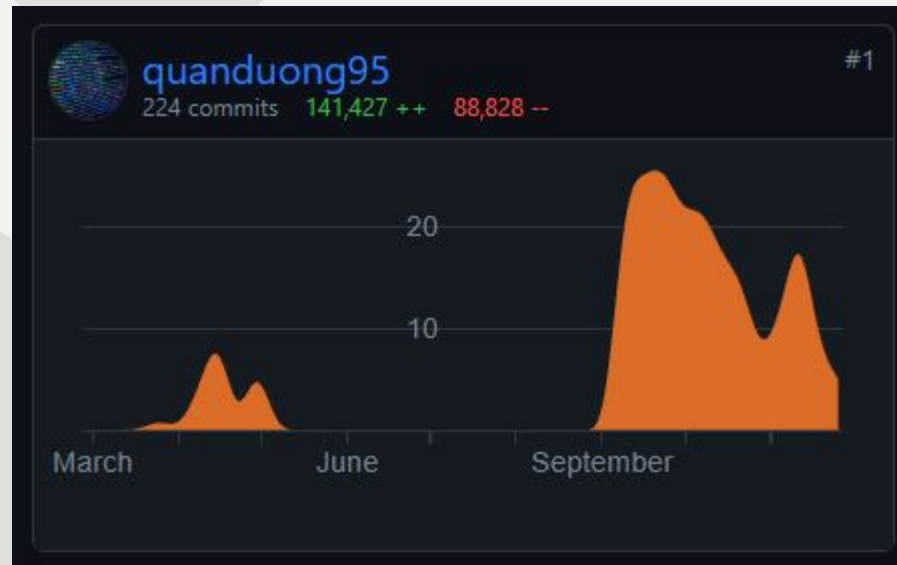 quanduong95
#1
224 commits 141,427 ++ 88,828 --
20
10
March June September